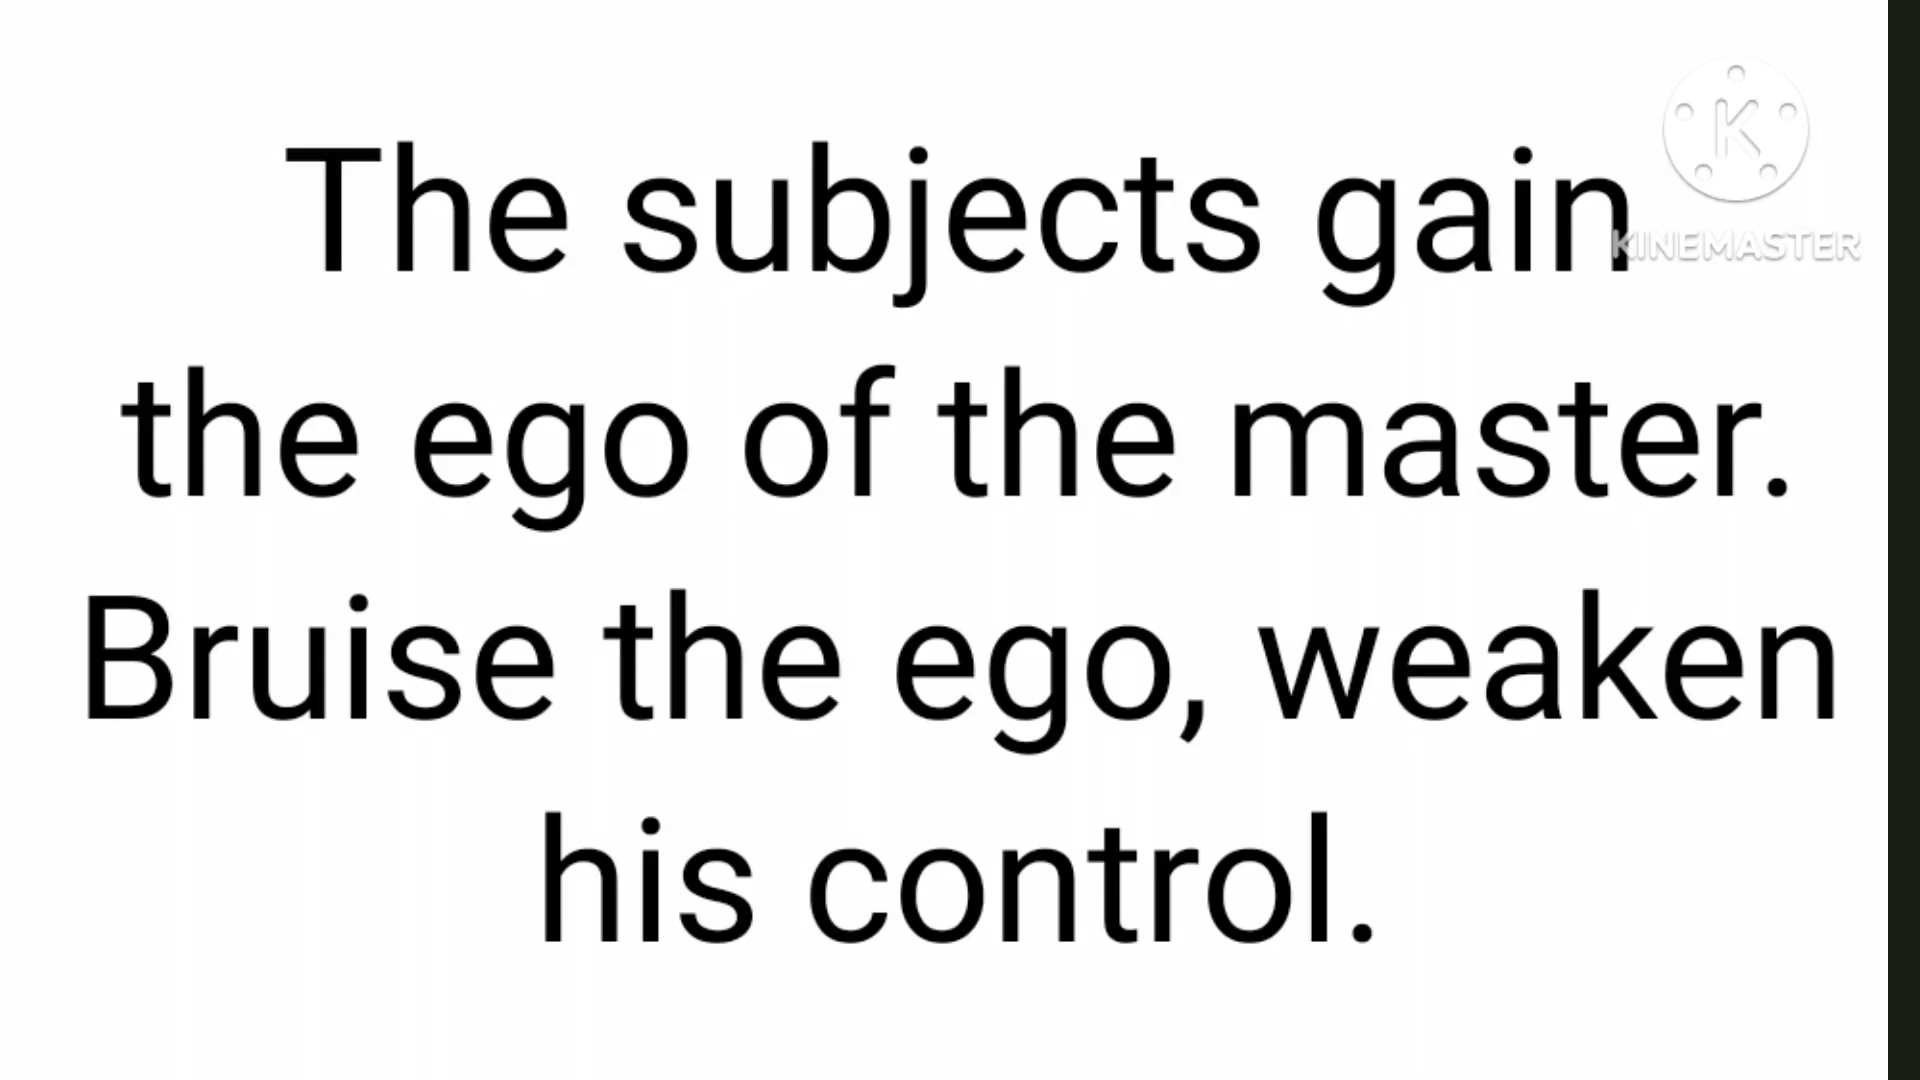 The subjects gain
KINEMASTER
the ego of the master.
Bruise the ego, weaken
his control.